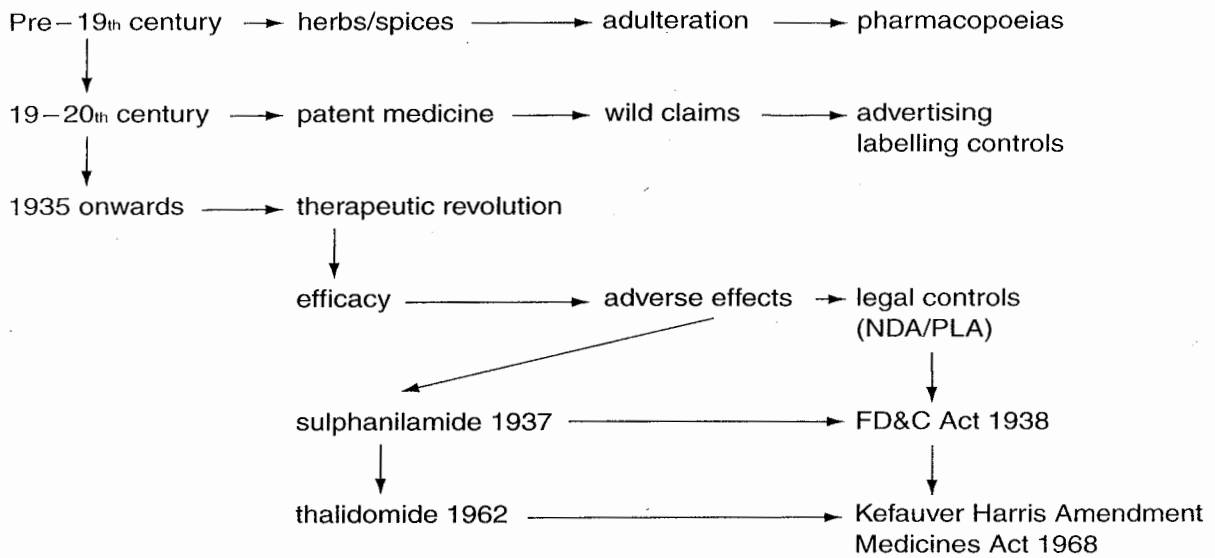 Pre–19th century herbs/spices adulteration pharmacopoeias
19–20th century patent medicine wild claims advertising
labelling controls
1935 onwards therapeutic revolution
efficacy adverse effects legal controls
(NDA/PLA)
sulphanilamide 1937 FD&C Act 1938
thalidomide 1962 Kefauver Harris Amendment
Medicines Act 1968